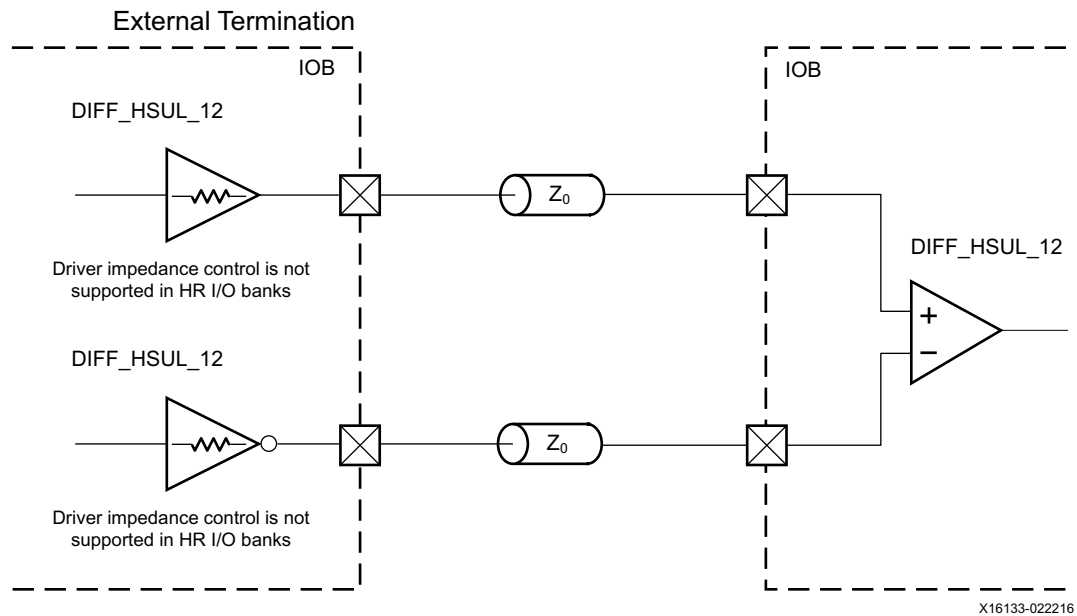 External Termination
IOB
IOB
DIFF_HSUL_12
Z0
DIFF_HSUL_12
+
−
Driver impedance control is not
supported in HR I/O banks
DIFF_HSUL_12
Z0
Driver impedance control is not
supported in HR I/O banks
X16133-022216